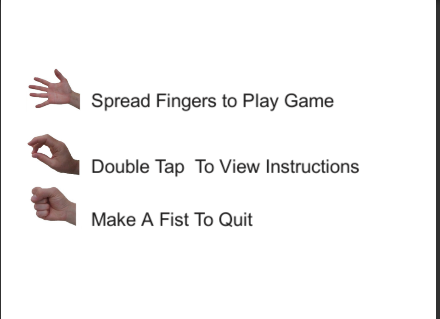 Spread Fingers to Play Game
Double Tap  To View Instructions
Make A Fist To Quit